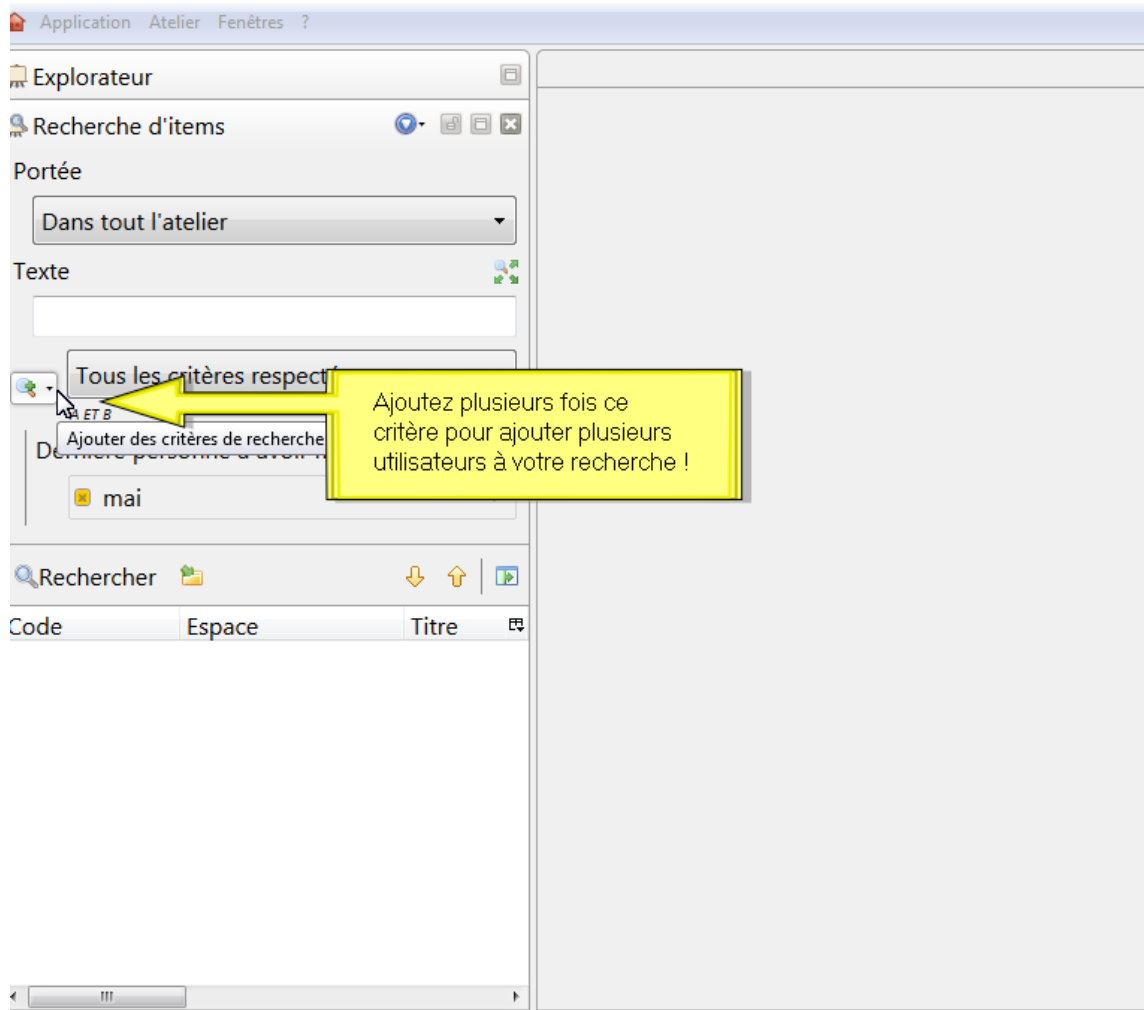 Application Atelier Fenêtres ?
Explorateur
Recherche d'items
Portée
Dans tout l'atelier
Texte
Tous les critères
A ET B
Ajouter des critères de recherche
Ajoutez plusieurs fois ce
critère pour ajouter plusieurs
utilisateurs à votre recherche !
personne
mai
Rechercher
Code Espace Titre